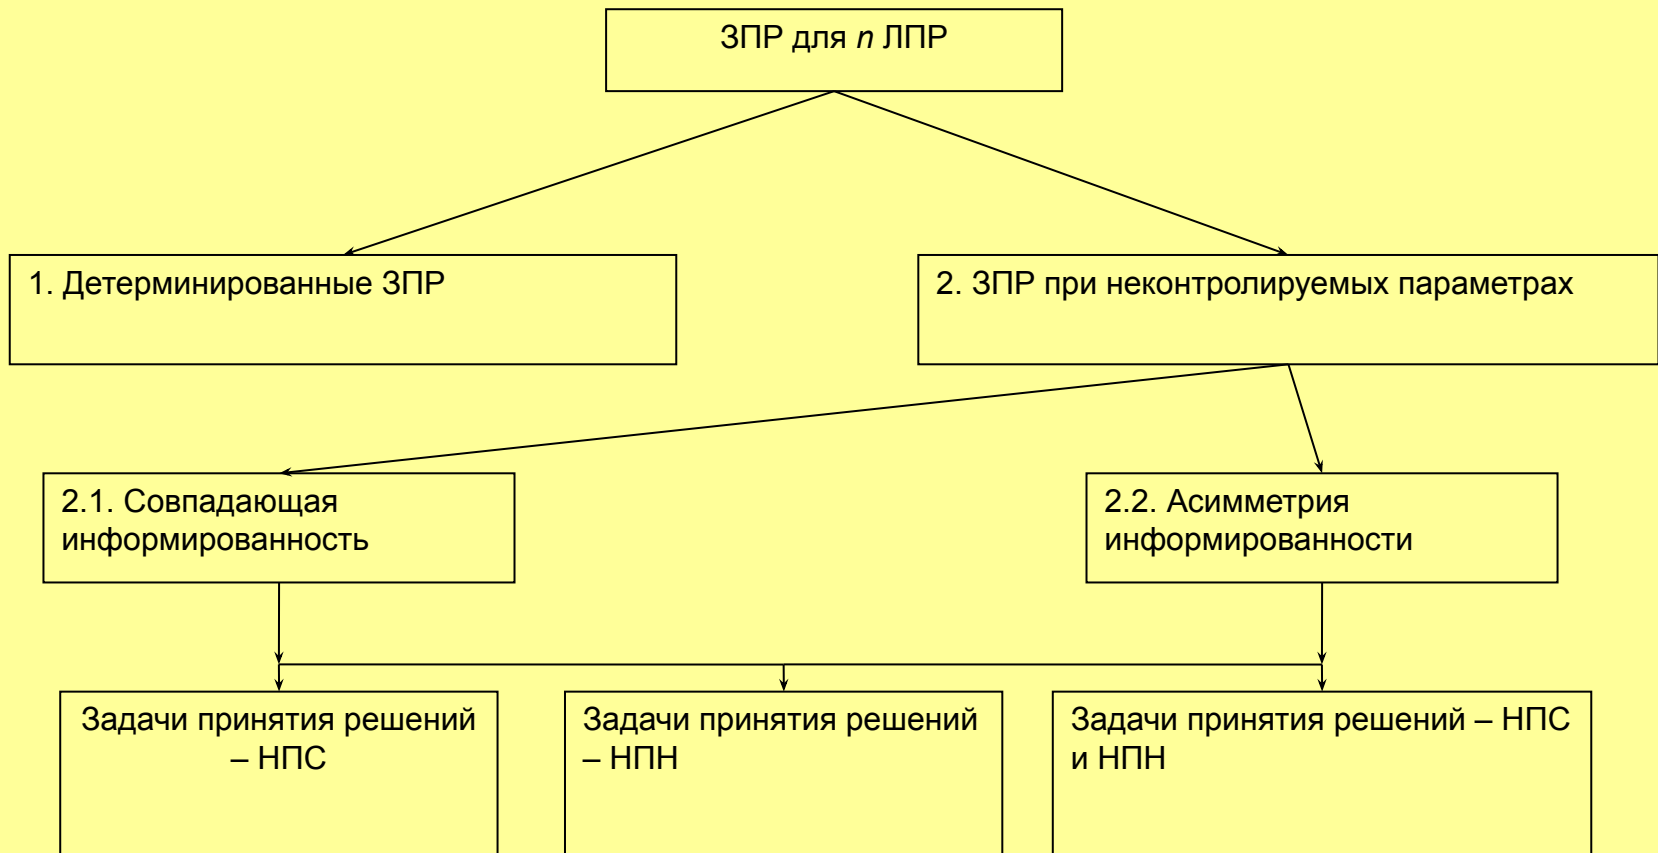 ЗПР для n ЛПР
1. Детерминированные ЗПР
2. ЗПР при неконтролируемых параметрах
2.1. Совпадающая
информированность
2.2. Асимметрия
информированности
Задачи принятия решений
– НПС
Задачи принятия решений
– НПН
Задачи принятия решений – НПС
и НПН